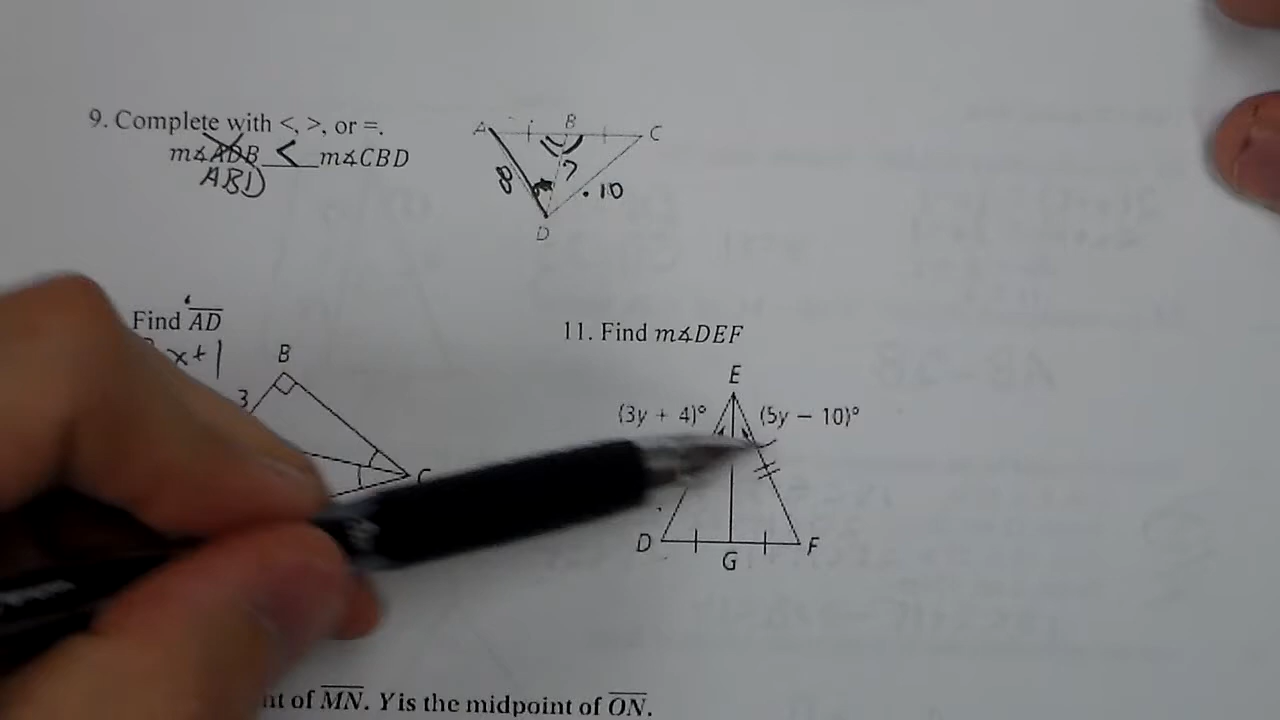 9. Complete with <, >, or =.
m∡ADB < m∡CBD
ABD
A B C
8 7 10
D
Find AD
x+1
B
3
C
11. Find m∡DEF
E
(3y + 4)° (5y − 10)°
D G F
nt of MN. Y is the midpoint of ON.